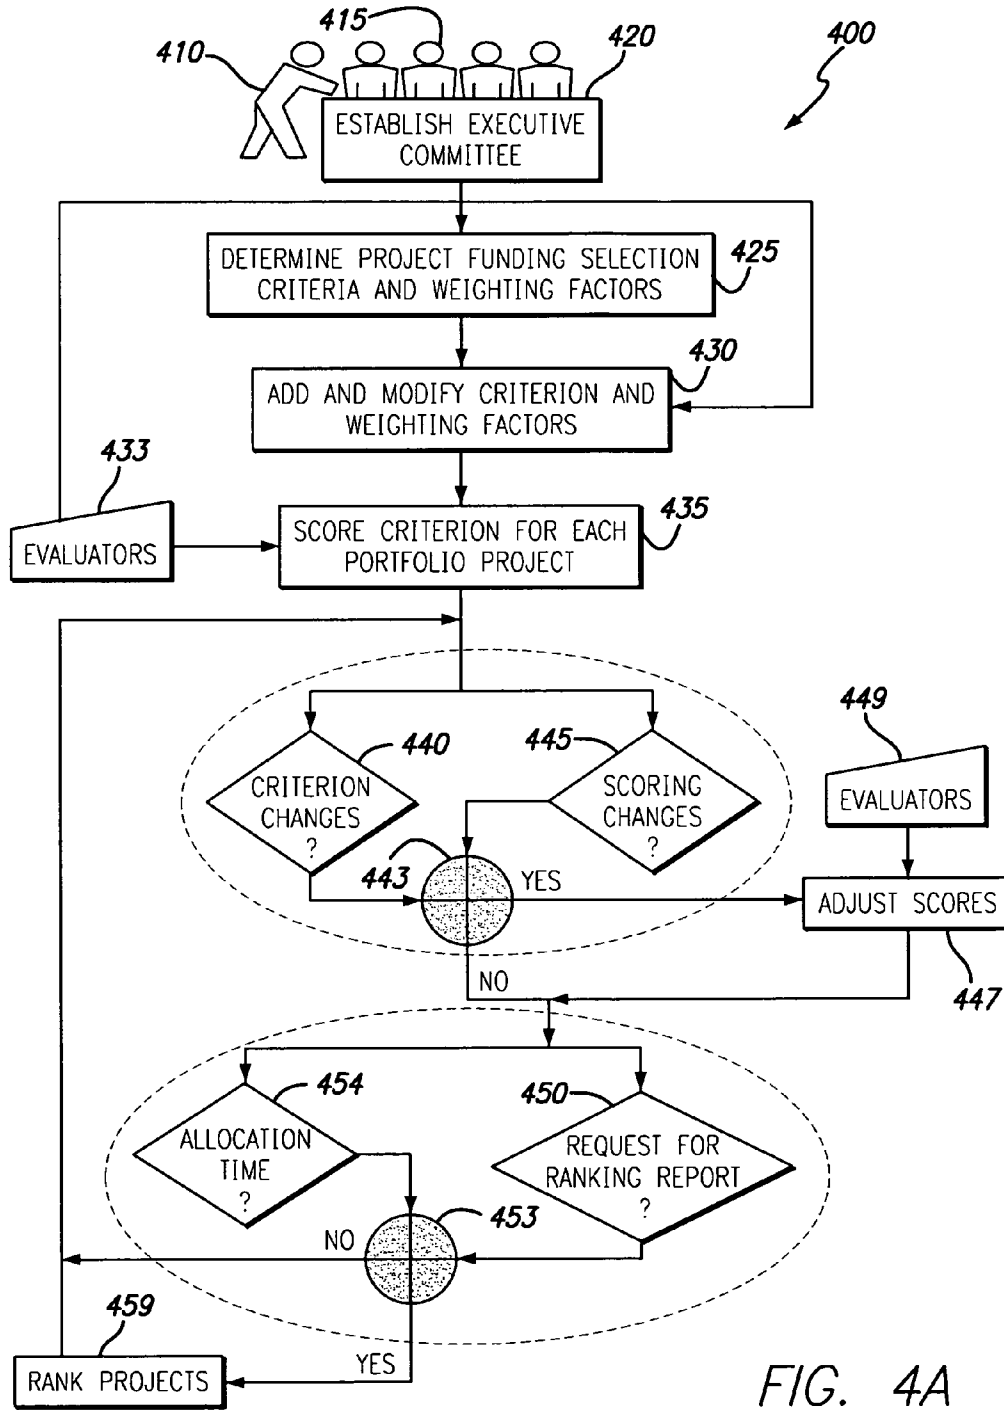 415
410
420
400
ESTABLISH EXECUTIVE
COMMITTEE
DETERMINE PROJECT FUNDING SELECTION
CRITERIA AND WEIGHTING FACTORS
425
430
ADD AND MODIFY CRITERION AND
WEIGHTING FACTORS
433
EVALUATORS
SCORE CRITERION FOR EACH
PORTFOLIO PROJECT
435
440
CRITERION
CHANGES
?
445
SCORING
CHANGES
?
449
EVALUATORS
443
YES
ADJUST SCORES
447
NO
454
ALLOCATION
TIME
?
450
REQUEST FOR
RANKING REPORT
?
453
NO
459
YES
RANK PROJECTS
FIG. 4A